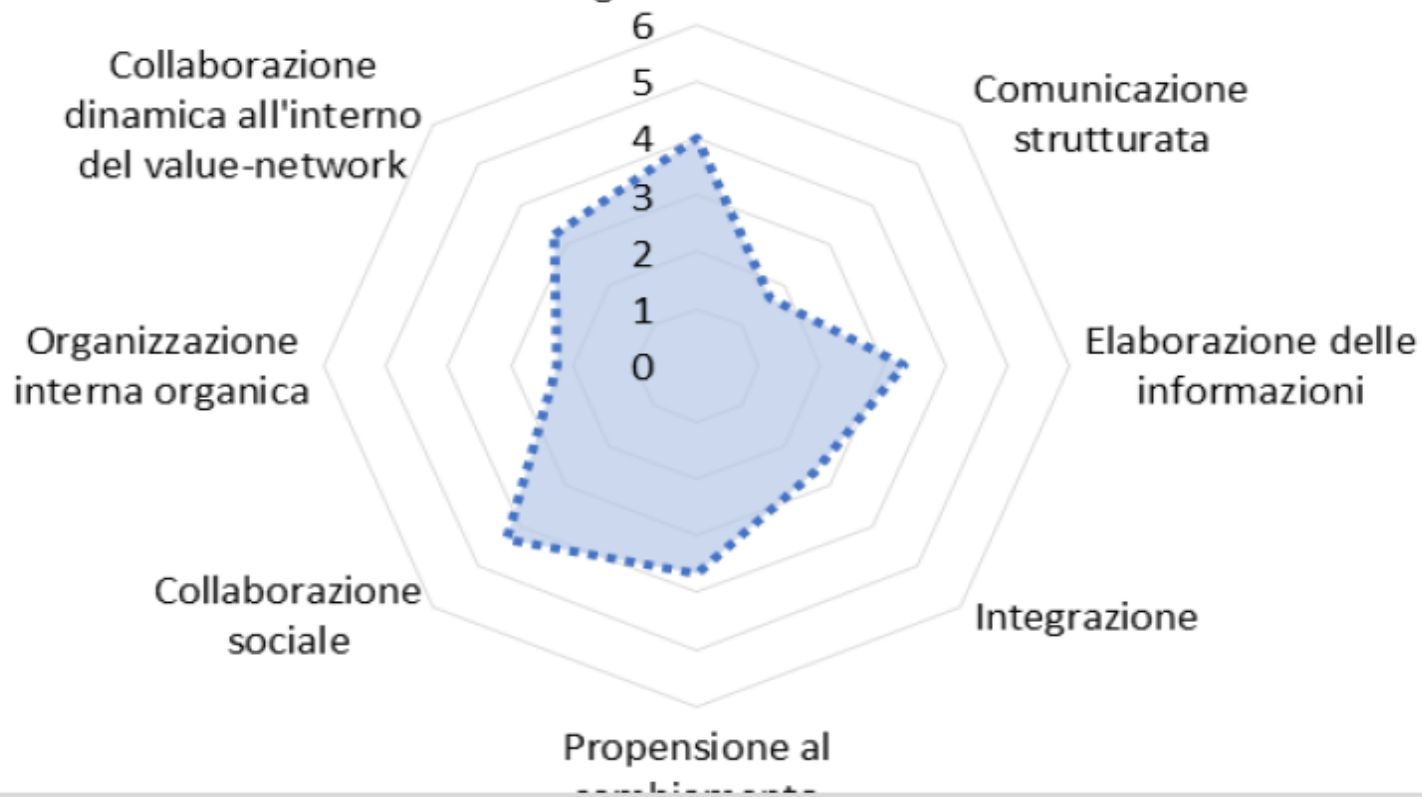 6
5
4
3
2
1
0
Comunicazione
strutturata
Elaborazione delle
informazioni
Integrazione
Propensione al
Collaborazione
sociale
Organizzazione
interna organica
Collaborazione
dinamica all'interno
del value-network